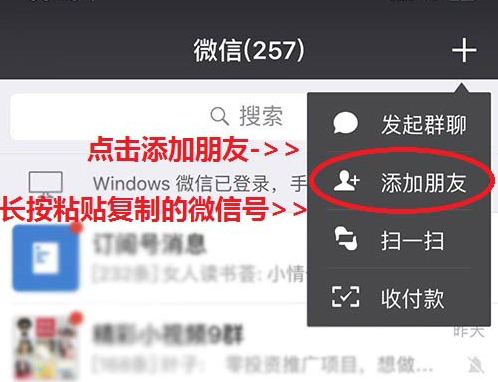 微信(257)
搜索
发起群聊
点击添加朋友->>
Windows 微信已登录，手
添加朋友
长按粘贴复制的微信号>>
扫一扫
订阅号消息
[232条] 女人读书荟: 小情
收付款
精彩小视频9群
昨天
[168条] 叶子： 零投资推广项目，想做...